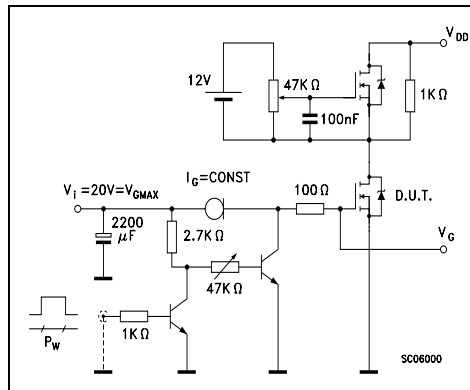 V_DD
12V
47KΩ
1KΩ
100nF
I_G=CONST
V_i=20V=V_GMAX
100Ω
D.U.T.
2200
μF
2.7KΩ
V_G
47KΩ
1KΩ
P_W
SC06000